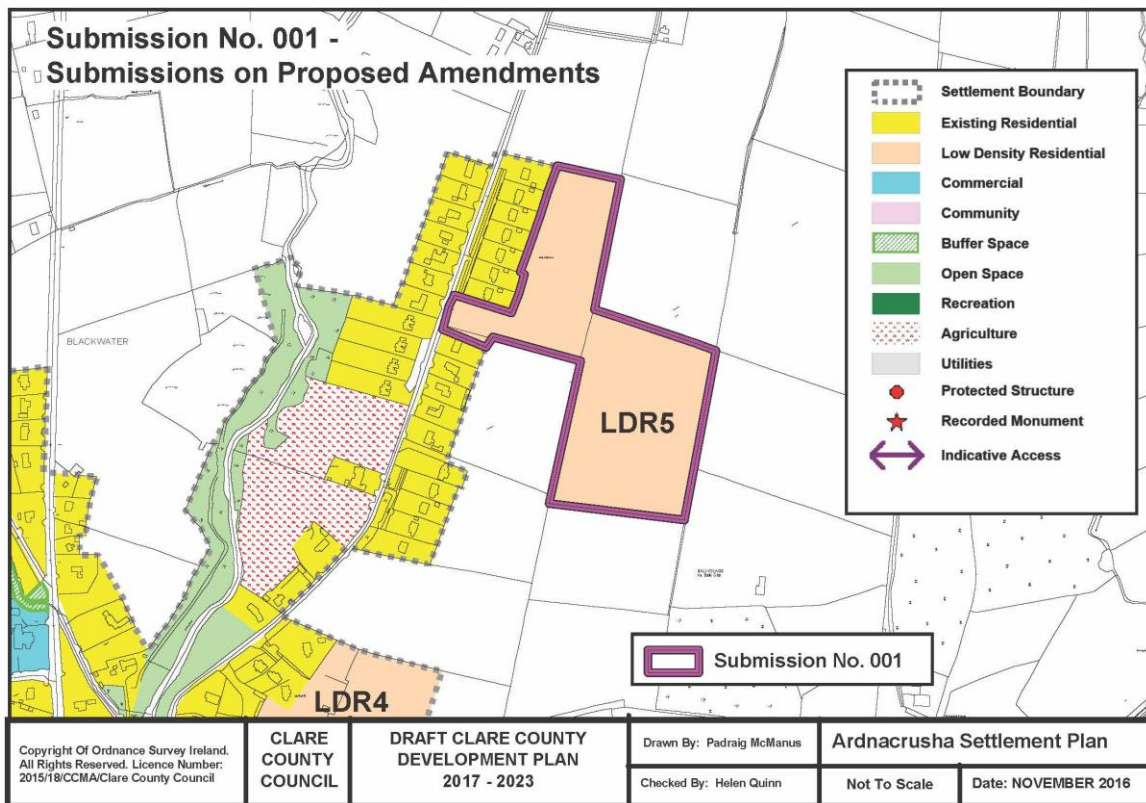 Submission No. 001 -
Submissions on Proposed Amendments
Settlement Boundary
Existing Residential
Low Density Residential
Commercial
Community
Buffer Space
Open Space
Recreation
Agriculture
Utilities
Protected Structure
Recorded Monument
Indicative Access
BLACKWATER
LDR5
Submission No. 001
LDR4
Copyright Of Ordnance Survey Ireland.
All Rights Reserved. Licence Number:
2015/18/CCMA/Clare County Council
CLARE
COUNTY
COUNCIL
DRAFT CLARE COUNTY
DEVELOPMENT PLAN
2017 - 2023
Drawn By: Padraig McManus
Checked By: Helen Quinn
Ardnacrusha Settlement Plan
Not To Scale
Date: NOVEMBER 2016